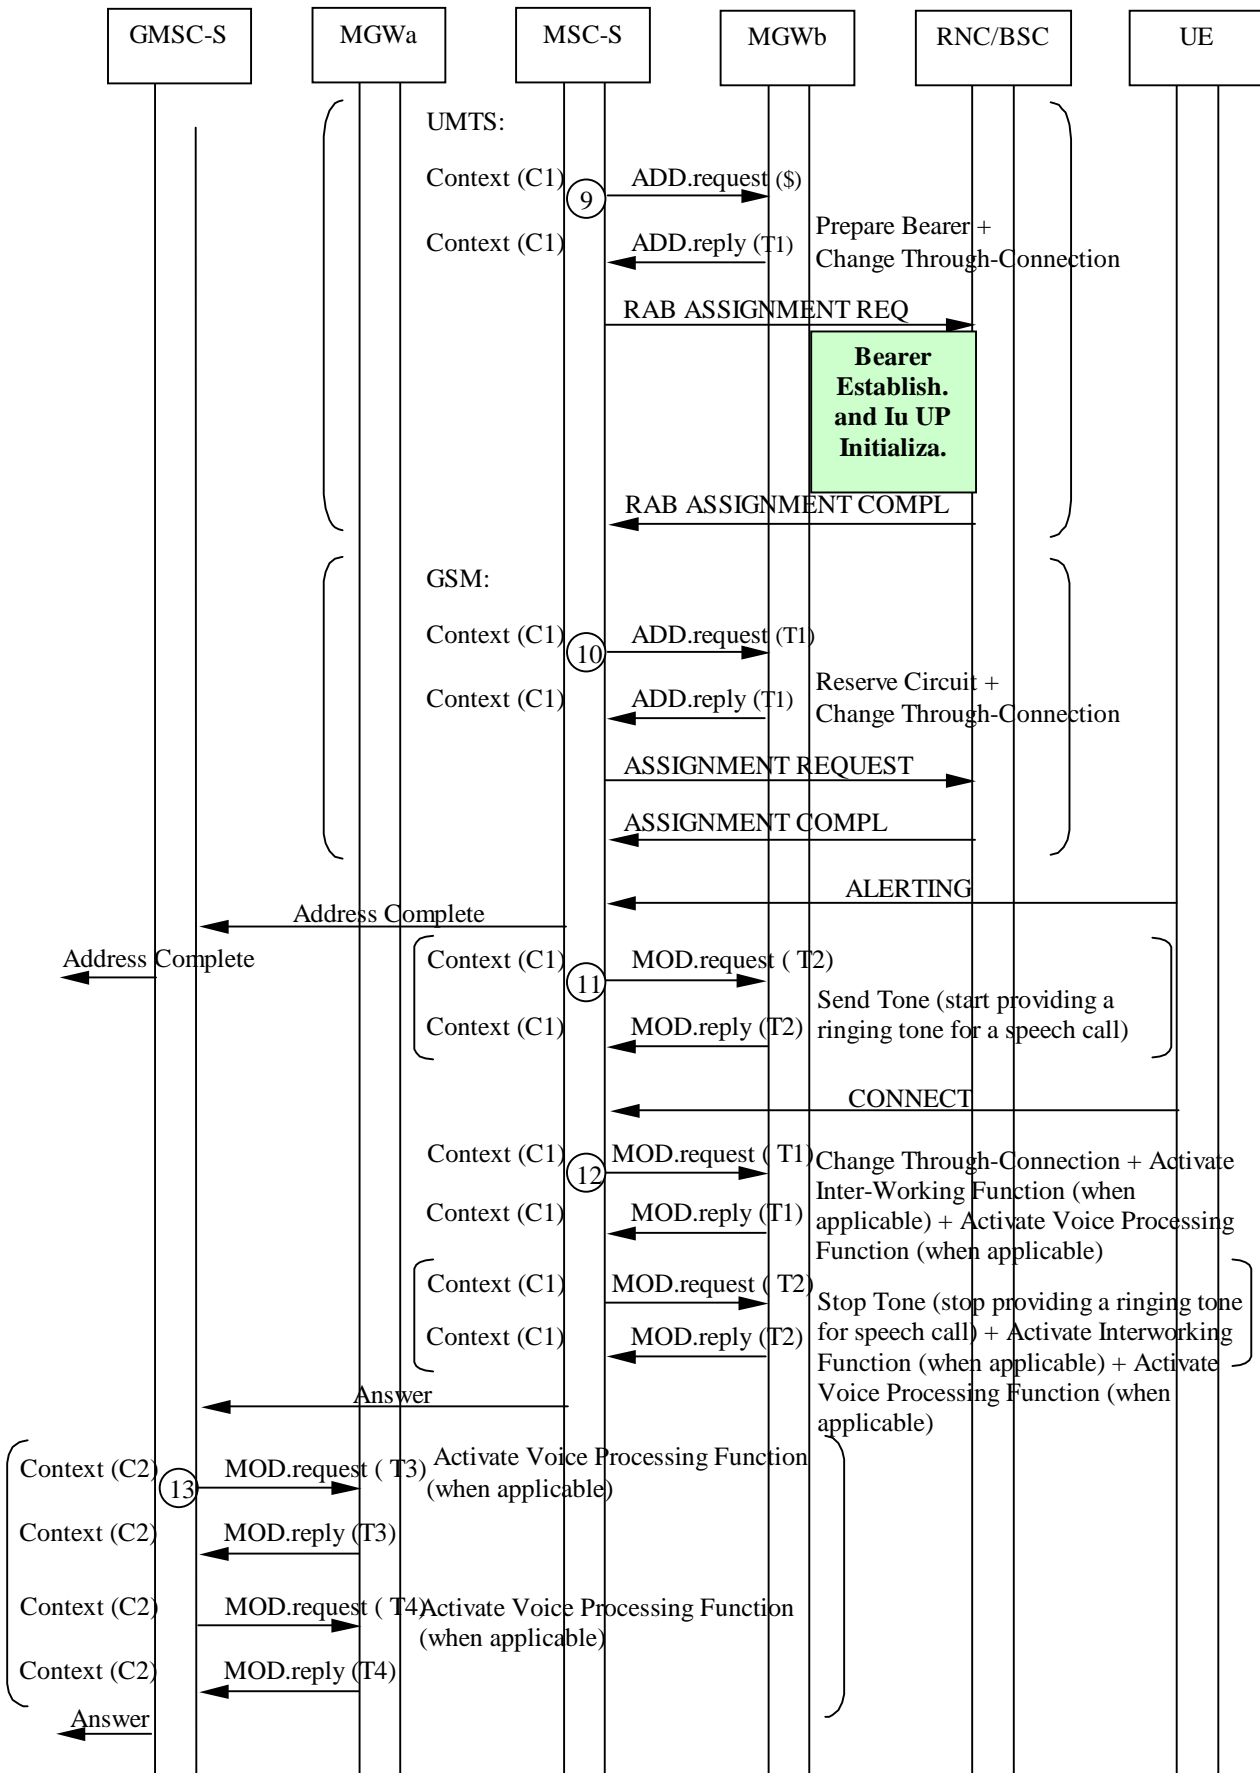 GMSC-S
MGWa
MSC-S
MGWb
RNC/BSC
UE
UMTS:
Context (C1)
9
ADD.request ($)
Context (C1)
ADD.reply (T1)
Prepare Bearer +
Change Through-Connection
RAB ASSIGNMENT REQ
Bearer
Establish.
and Iu UP
Initializa.
RAB ASSIGNMENT COMPL
GSM:
Context (C1)
10
ADD.request (T1)
Context (C1)
ADD.reply (T1)
Reserve Circuit +
Change Through-Connection
ASSIGNMENT REQUEST
ASSIGNMENT COMPL
ALERTING
Address Complete
Address Complete
Context (C1)
11
MOD.request ( T2)
Context (C1)
MOD.reply (T2)
Send Tone (start providing a
ringing tone for a speech call)
CONNECT
Context (C1)
12
MOD.request ( T1)
Context (C1)
MOD.reply (T1)
Change Through-Connection + Activate
Inter-Working Function (when
applicable) + Activate Voice Processing
Function (when applicable)
Context (C1)
MOD.request ( T2)
Context (C1)
MOD.reply (T2)
Stop Tone (stop providing a ringing tone
for speech call) + Activate Interworking
Function (when applicable) + Activate
Voice Processing Function (when
applicable)
Answer
Context (C2)
13
MOD.request ( T3)
Activate Voice Processing Function
(when applicable)
Context (C2)
MOD.reply (T3)
Context (C2)
MOD.request ( T4)
Activate Voice Processing Function
(when applicable)
Context (C2)
MOD.reply (T4)
Answer